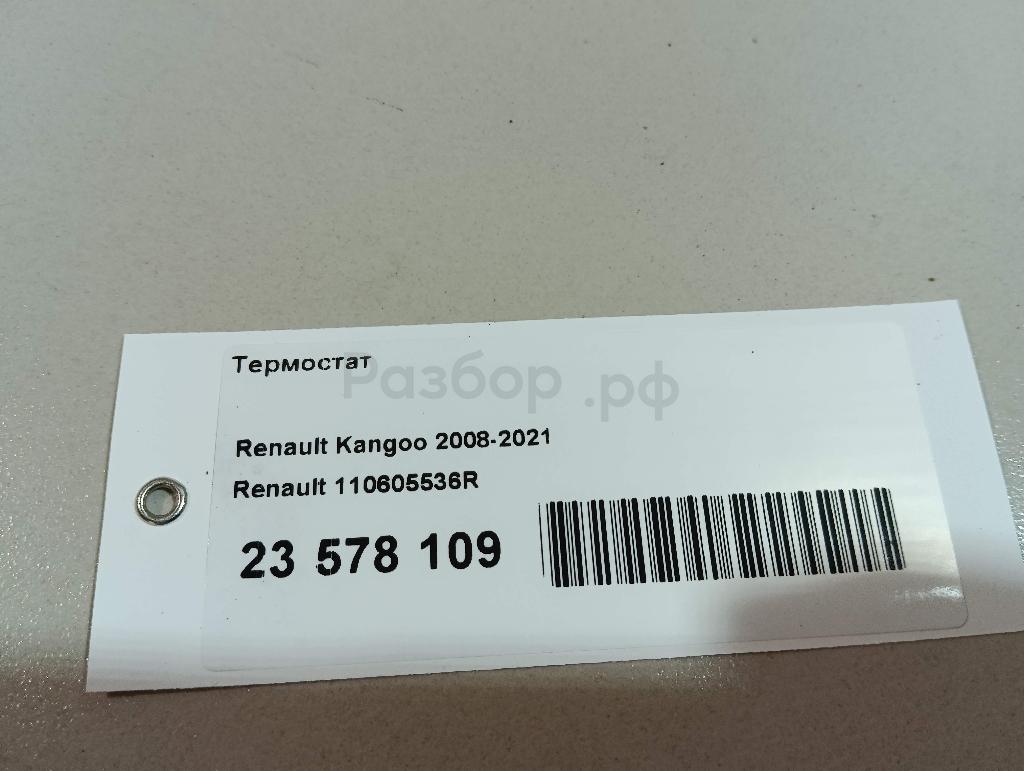 Термостат
Разбор.рф
Renault Kangoo 2008-2021
Renault 110605536R
23 578 109